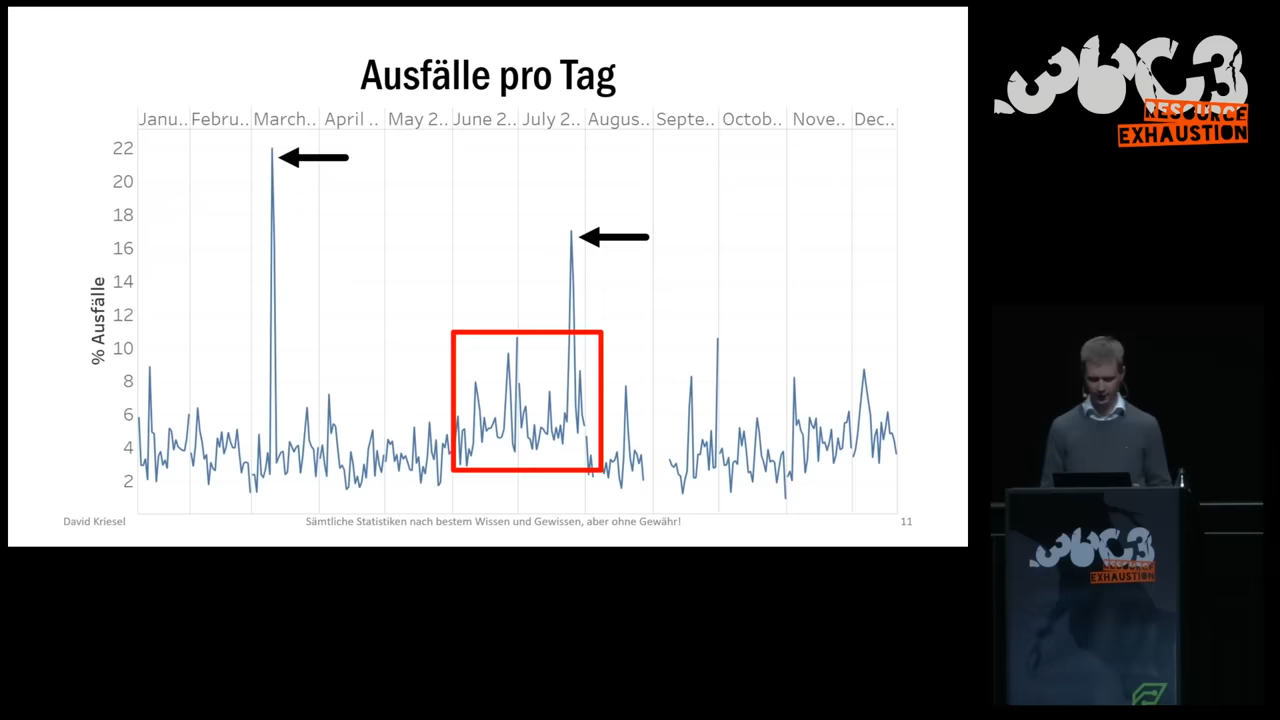 Ausfälle pro Tag
Janu.. Febru.. March.. April .. May 2.. June 2.. July 2.. Augus.. Septe.. Octob.. Nove.. Dec..
22
20
18
16
14
12
10
8
6
4
2
% Ausfälle
David Kriesel
Sämtliche Statistiken nach bestem Wissen und Gewissen, aber ohne Gewähr!
11
36C3
RESOURCE
EXHAUSTION
36C3
RESOURCE
EXHAUSTION